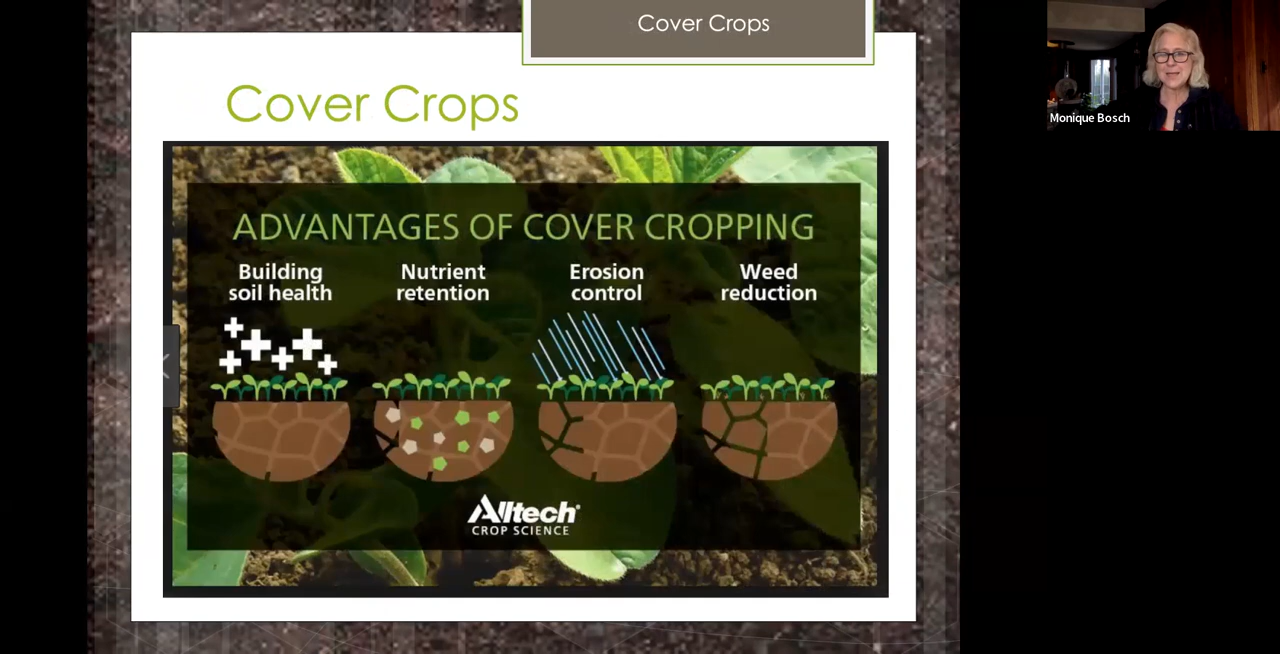 Cover Crops
Monique Bosch
Cover Crops
ADVANTAGES OF COVER CROPPING
Building
soil health
Nutrient
retention
Erosion
control
Weed
reduction
Alltech®
CROP SCIENCE